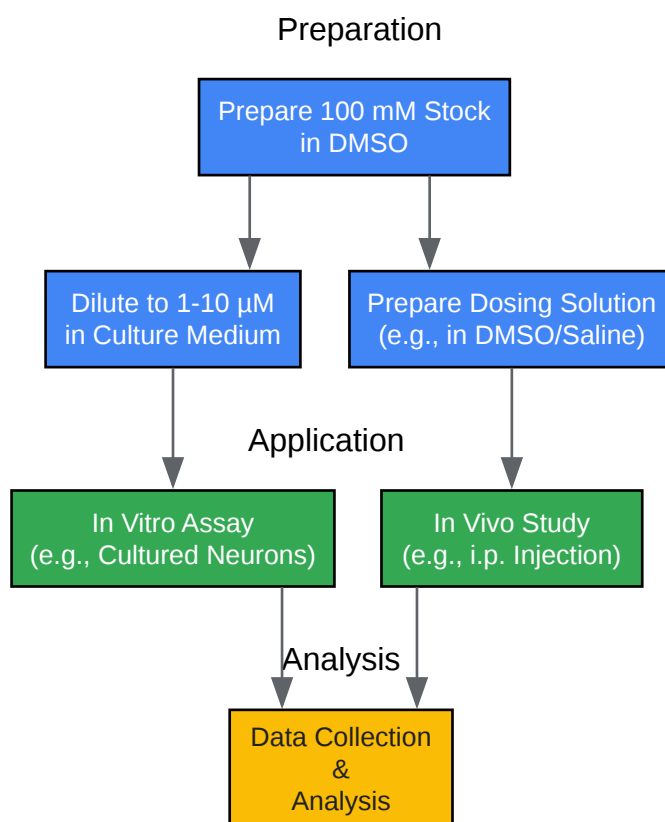 Preparation
Prepare 100 mM Stock
in DMSO
Dilute to 1-10 µM
in Culture Medium
Prepare Dosing Solution
(e.g., in DMSO/Saline)
Application
In Vitro Assay
(e.g., Cultured Neurons)
In Vivo Study
(e.g., i.p. Injection)
Analysis
Data Collection
&
Analysis